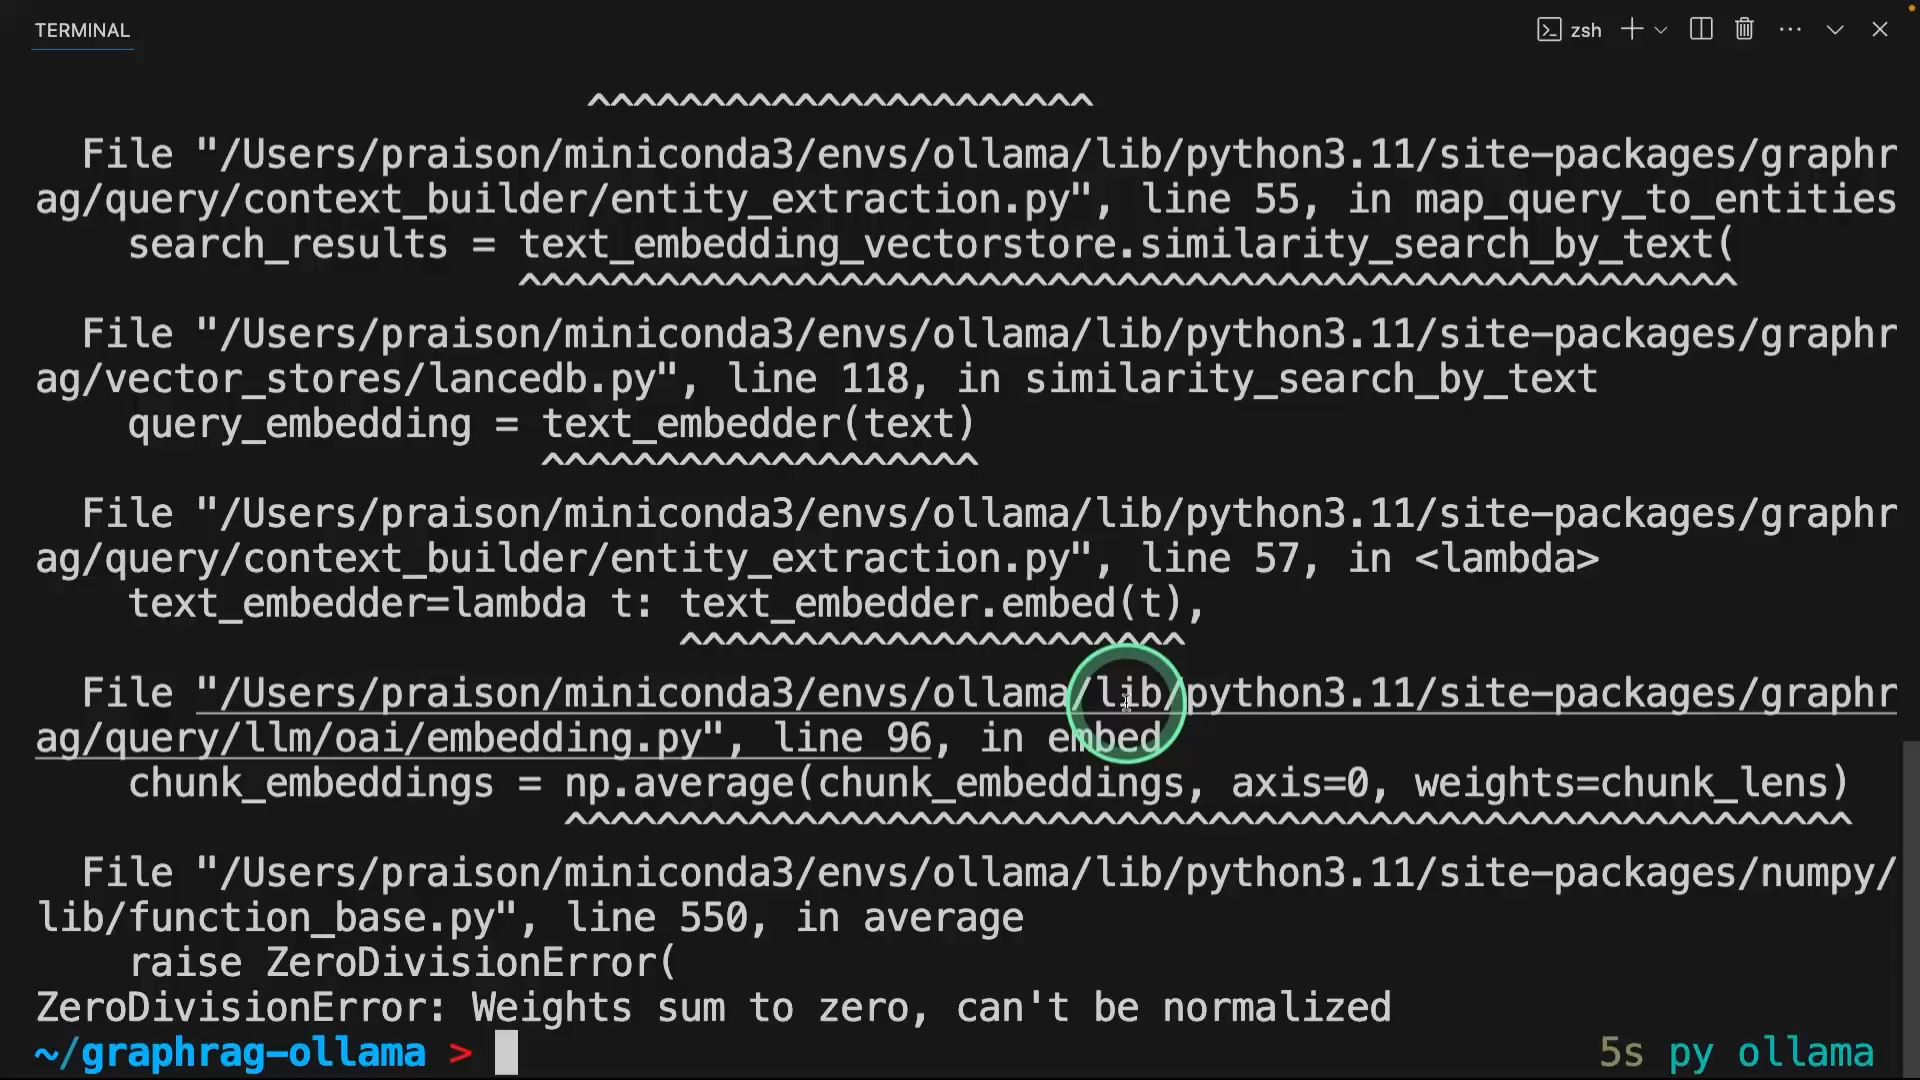 TERMINAL
zsh
^^^^^^^^^^^^^^^^^^^^^^
File "/Users/praison/miniconda3/envs/ollama/lib/python3.11/site-packages/graphr
ag/query/context_builder/entity_extraction.py", line 55, in map_query_to_entities
search_results = text_embedding_vectorstore.similarity_search_by_text(
^^^^^^^^^^^^^^^^^^^^^^^^^^^^^^^^^^^^^^^^^^^^^^^^^^^^^
File "/Users/praison/miniconda3/envs/ollama/lib/python3.11/site-packages/graphr
ag/vector_stores/lancedb.py", line 118, in similarity_search_by_text
query_embedding = text_embedder(text)
^^^^^^^^^^^^^^^^^^^
File "/Users/praison/miniconda3/envs/ollama/lib/python3.11/site-packages/graphr
ag/query/context_builder/entity_extraction.py", line 57, in <lambda>
text_embedder=lambda t: text_embedder.embed(t),
^^^^^^^^^^^^^^^^^^^^^^
File "/Users/praison/miniconda3/envs/ollama/lib/python3.11/site-packages/graphr
ag/query/llm/oai/embedding.py", line 96, in embed
chunk_embeddings = np.average(chunk_embeddings, axis=0, weights=chunk_lens)
^^^^^^^^^^^^^^^^^^^^^^^^^^^^^^^^^^^^^^^^^^^^^^^^^^^^^^^^
File "/Users/praison/miniconda3/envs/ollama/lib/python3.11/site-packages/numpy/
lib/function_base.py", line 550, in average
raise ZeroDivisionError(
ZeroDivisionError: Weights sum to zero, can't be normalized
~/graphrag-ollama > 5s py ollama